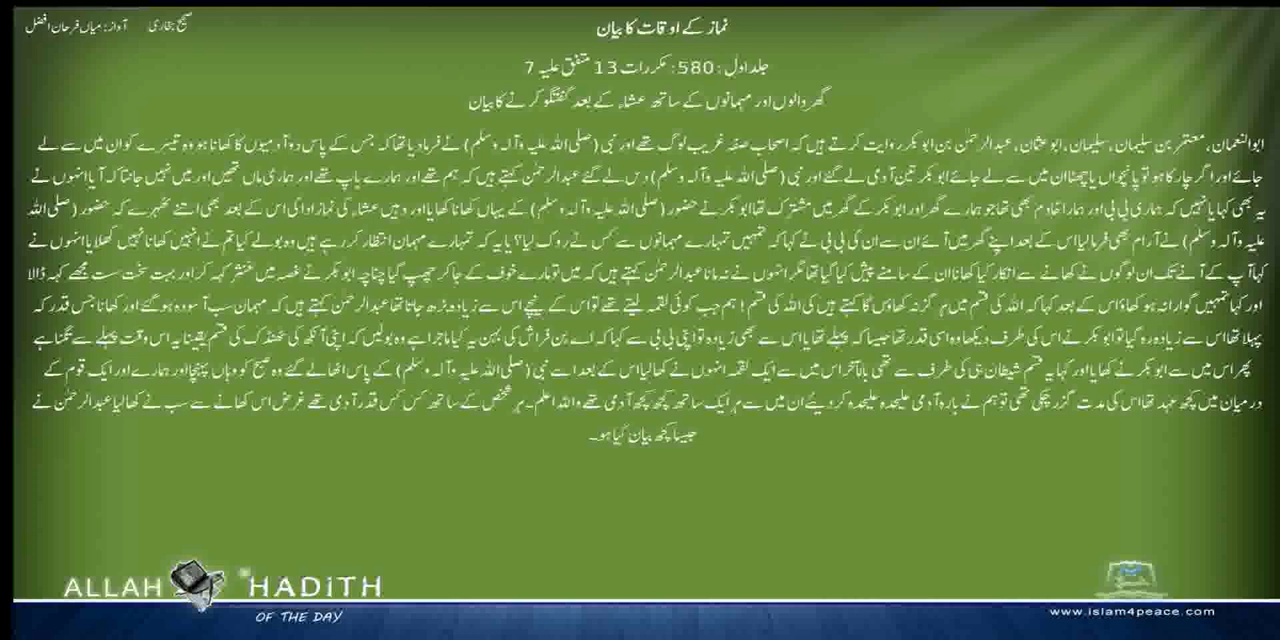 صحیح بخاری آواز: میاں فرحان افضل
نماز کے اوقات کا بیان
جلد اول : 580 : مکررات 13 متفق علیہ 7
گھر والوں اور مہمانوں کے ساتھ عشاء کے بعد گفتگو کرنے کا بیان
ابوالنعمان، معتمر بن سلیمان، سلیمان، ابوعثمان، عبدالرحمٰن بن ابوبکر روایت کرتے ہیں کہ اصحاب صفہ غریب لوگ تھے اور نبی (صلی اللہ علیہ وآلہ وسلم) نے فرما دیا تھا کہ جس کے پاس دو آدمیوں کا کھانا ہو وہ تیسرے کو ان میں سے لے
جائے اور اگر چار کا ہو تو پانچواں یا چھٹا ان میں سے لے جائے ابوبکر تین آدمی لے گئے اور نبی (صلی اللہ علیہ وآلہ وسلم) دس لے گئے عبدالرحمٰن کہتے ہیں کہ ہم تھے اور ہمارے باپ تھے اور ہماری ماں تھیں اور میں نہیں جانتا کہ آیا انہوں نے
یہ بھی کہا یا نہیں کہ ہماری بی بی اور ہمارا خادم بھی تھا جو ہمارے گھر اور ابوبکر کے گھر میں مشترک تھا ابوبکر نے حضور (صلی اللہ علیہ وآلہ وسلم) کے یہاں کھانا کھایا اور وہیں عشاء کی نماز ادا کی اس کے بعد بھی اتنے ٹھہرے کہ حضور (صلی اللہ
علیہ وآلہ وسلم) نے آرام بھی فرما لیا اس کے بعد اپنے گھر میں آئے ان سے ان کی بی بی نے کہا کہ تمہیں تمہارے مہمانوں سے کس نے روک لیا؟ یا یہ کہ تمہارے مہمان انتظار کر رہے ہیں وہ بولے کیا تم نے انہیں کھانا نہیں کھلایا انہوں نے
کہا آپ کے آنے تک ان لوگوں نے کھانے سے انکار کیا کھانا ان کے سامنے پیش کیا گیا تھا مگر انہوں نے نہ مانا عبدالرحمٰن کہتے ہیں کہ میں تو مارے خوف کے جا کر چھپ گیا چناچہ ابوبکر نے غصہ میں غنثر کہہ کر اور بہت سخت ست مجھے کہہ ڈالا
اور کہا تمہیں گوارا نہ ہو کھاؤ اس کے بعد کہا کہ اللہ کی قسم میں ہر گز نہ کھاؤں گا کہتے ہیں کی اللہ کی قسم! ہم جب کوئی لقمہ لیتے تھے تو اس کے نیچے اس سے زیادہ بڑھ جاتا تھا عبدالرحمٰن کہتے ہیں کہ مہمان سب آسودہ ہو گئے اور کھانا جس قدر کہ
پہلا تھا اس سے زیادہ رہ گیا تو ابوبکر نے اس کی طرف دیکھا وہ اسی قدر تھا جیسا کہ پہلے تھا یا اس سے بھی زیادہ تو اپنی بی بی سے کہا کہ اے بنی فراش کی بہن یہ کیا ماجرا ہے وہ بولیں کہ اپنی آنکھ کی ٹھنڈک کی قسم یقینا یہ اس وقت پہلے سے تگنا ہے
پھر اس میں سے ابوبکر نے کھایا اور کہا یہ قسم شیطان ہی کی طرف سے تھی بالآخر اس میں سے ایک لقمہ انہوں نے کھا لیا اس کے بعد اسے نبی (صلی اللہ علیہ وآلہ وسلم) کے پاس اٹھا لے گئے وہ صبح کو وہاں پہنچا اور ہمارے اور ایک قوم کے
درمیان میں کچھ عہد تھا اس کی مدت گزر چکی تھی تو ہم نے بارہ آدمی علیحدہ علیحدہ کر دیئے ان میں سے ہر ایک ساتھ کچھ کچھ آدمی تھے واللہ اعلم۔ ہر شخص کے ساتھ کس کس قدر آدمی تھے غرض اس کھانے سے سب نے کھا لیا عبدالرحمٰن نے
جیسا کچھ بیان کیا ہو۔
ALLAH HADITH
OF THE DAY
www.islam4peace.com